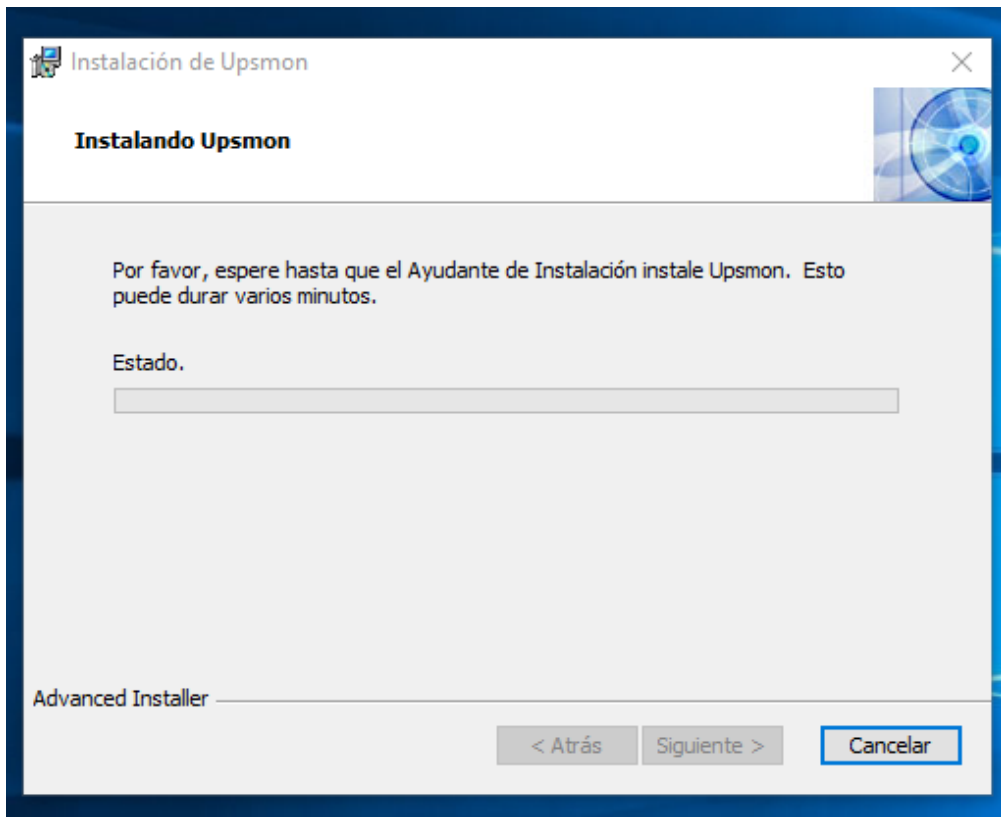 Instalación de Upsmon
Instalando Upsmon
Por favor, espere hasta que el Ayudante de Instalación instale Upsmon. Esto
puede durar varios minutos.
Estado.
Advanced Installer
< Atrás
Siguiente >
Cancelar